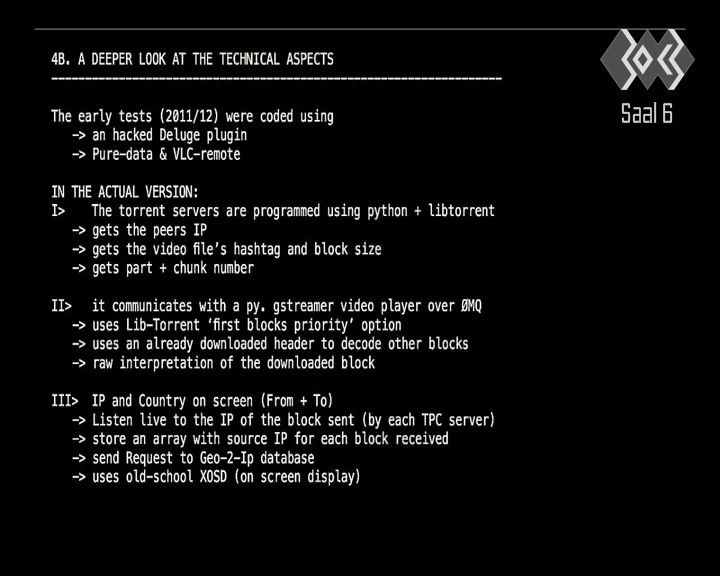 4B. A DEEPER LOOK AT THE TECHNICAL ASPECTS
Saal 6
The early tests (2011/12) were coded using
-> an hacked Deluge plugin
-> Pure-data & VLC-remote
IN THE ACTUAL VERSION:
I> The torrent servers are programmed using python + libtorrent
-> gets the peers IP
-> gets the video file's hashtag and block size
-> gets part + chunk number
II> it communicates with a py. gstreamer video player over ØMQ
-> uses Lib-Torrent 'first blocks priority' option
-> uses an already downloaded header to decode other blocks
-> raw interpretation of the downloaded block
III> IP and Country on screen (From + To)
-> Listen live to the IP of the block sent (by each TPC server)
-> store an array with source IP for each block received
-> send Request to Geo-2-Ip database
-> uses old-school XOSD (on screen display)